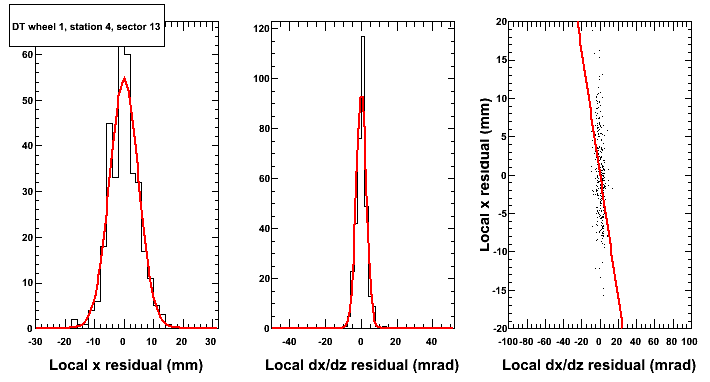 DT wheel 1, station 4, sector 13
60
50
40
30
20
10
0
-30 -20 -10 0 10 20 30
Local x residual (mm)
120
100
80
60
40
20
0
-40 -20 0 20 40
Local dx/dz residual (mrad)
Local x residual (mm)
20
15
10
5
0
-5
-10
-15
-20
-100 -80 -60 -40 -20 0 20 40 60 80 100
Local dx/dz residual (mrad)